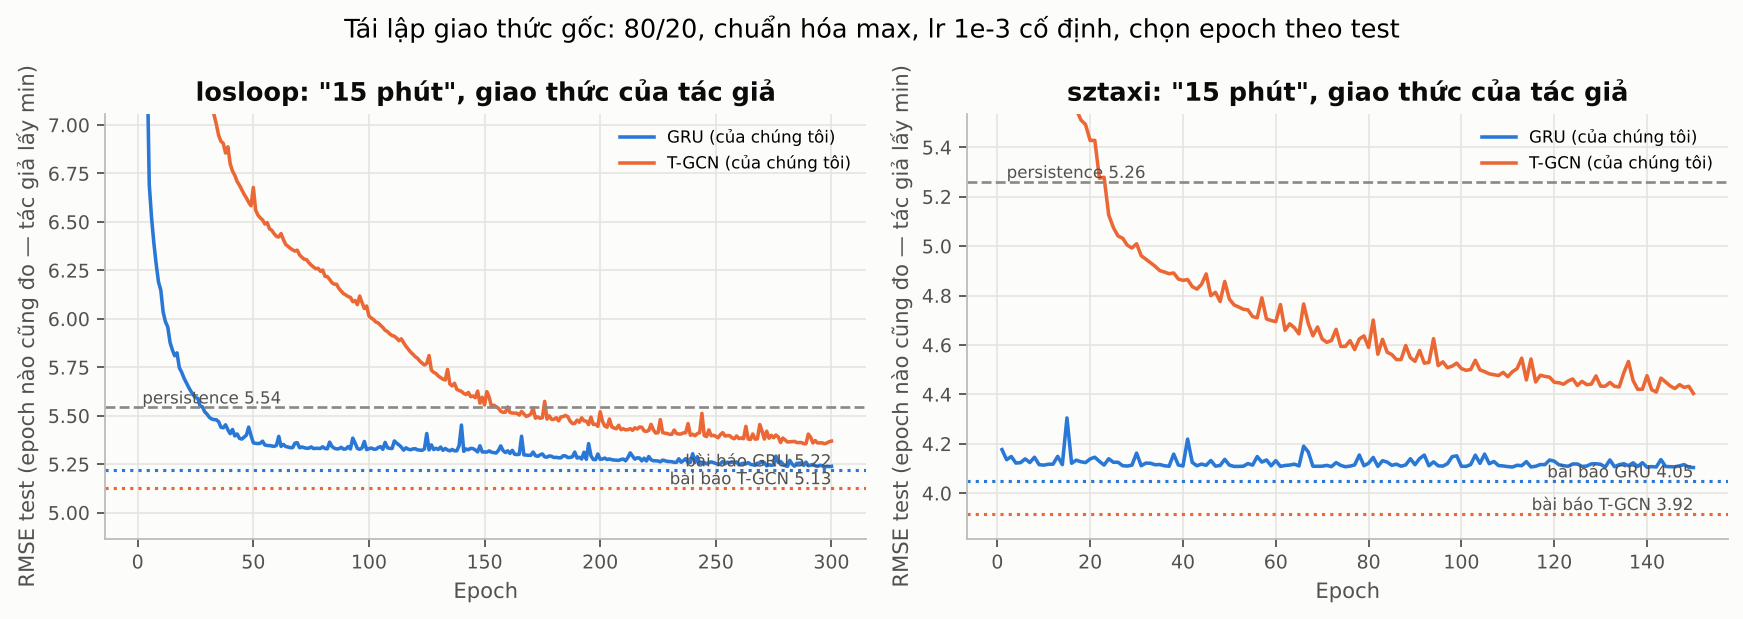 Tái lập giao thức gốc: 80/20, chuẩn hóa max, lr 1e-3 cố định, chọn epoch theo test
losloop: "15 phút", giao thức của tác giả
RMSE test (epoch nào cũng đo — tác giả lấy min)
7.00
6.75
6.50
6.25
6.00
5.75
5.50
5.25
5.00
GRU (của chúng tôi)
T-GCN (của chúng tôi)
persistence 5.54
bài báo GRU 5.22
bài báo T-GCN 5.13
0 50 100 150 200 250 300
Epoch
sztaxi: "15 phút", giao thức của tác giả
RMSE test (epoch nào cũng đo — tác giả lấy min)
5.4
5.2
5.0
4.8
4.6
4.4
4.2
4.0
GRU (của chúng tôi)
T-GCN (của chúng tôi)
persistence 5.26
bài báo GRU 4.05
bài báo T-GCN 3.92
0 20 40 60 80 100 120 140
Epoch